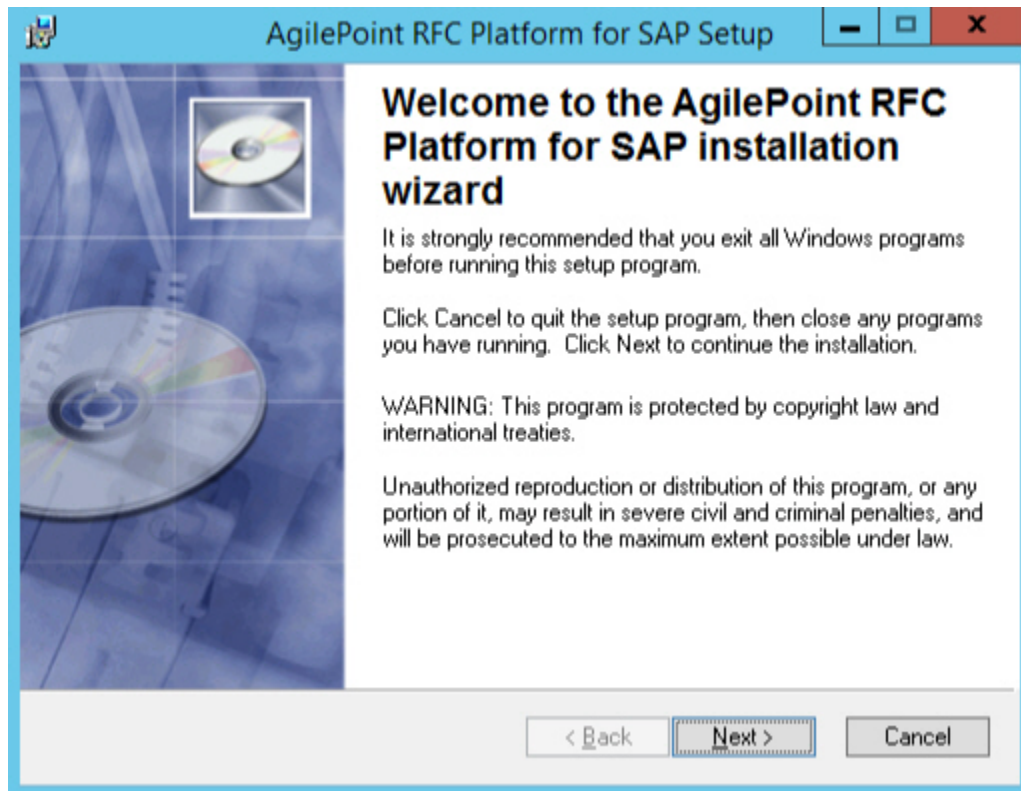 AgilePoint RFC Platform for SAP Setup
Welcome to the AgilePoint RFC
Platform for SAP installation
wizard
It is strongly recommended that you exit all Windows programs
before running this setup program.
Click Cancel to quit the setup program, then close any programs
you have running.  Click Next to continue the installation.
WARNING: This program is protected by copyright law and
international treaties.
Unauthorized reproduction or distribution of this program, or any
portion of it, may result in severe civil and criminal penalties, and
will be prosecuted to the maximum extent possible under law.
< Back
Next >
Cancel